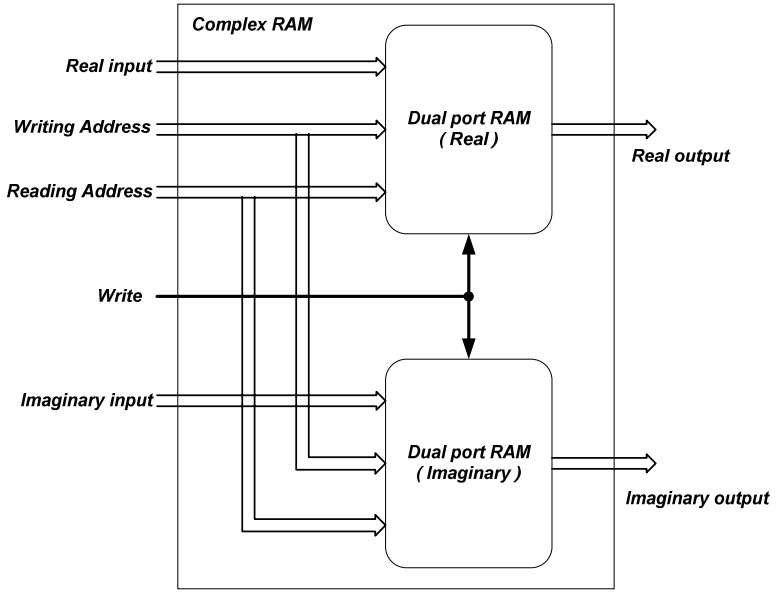 Complex RAM
Real input
Writing Address
Reading Address
Write
Imaginary input
Dual port RAM
( Real )
Real output
Dual port RAM
( Imaginary )
Imaginary output